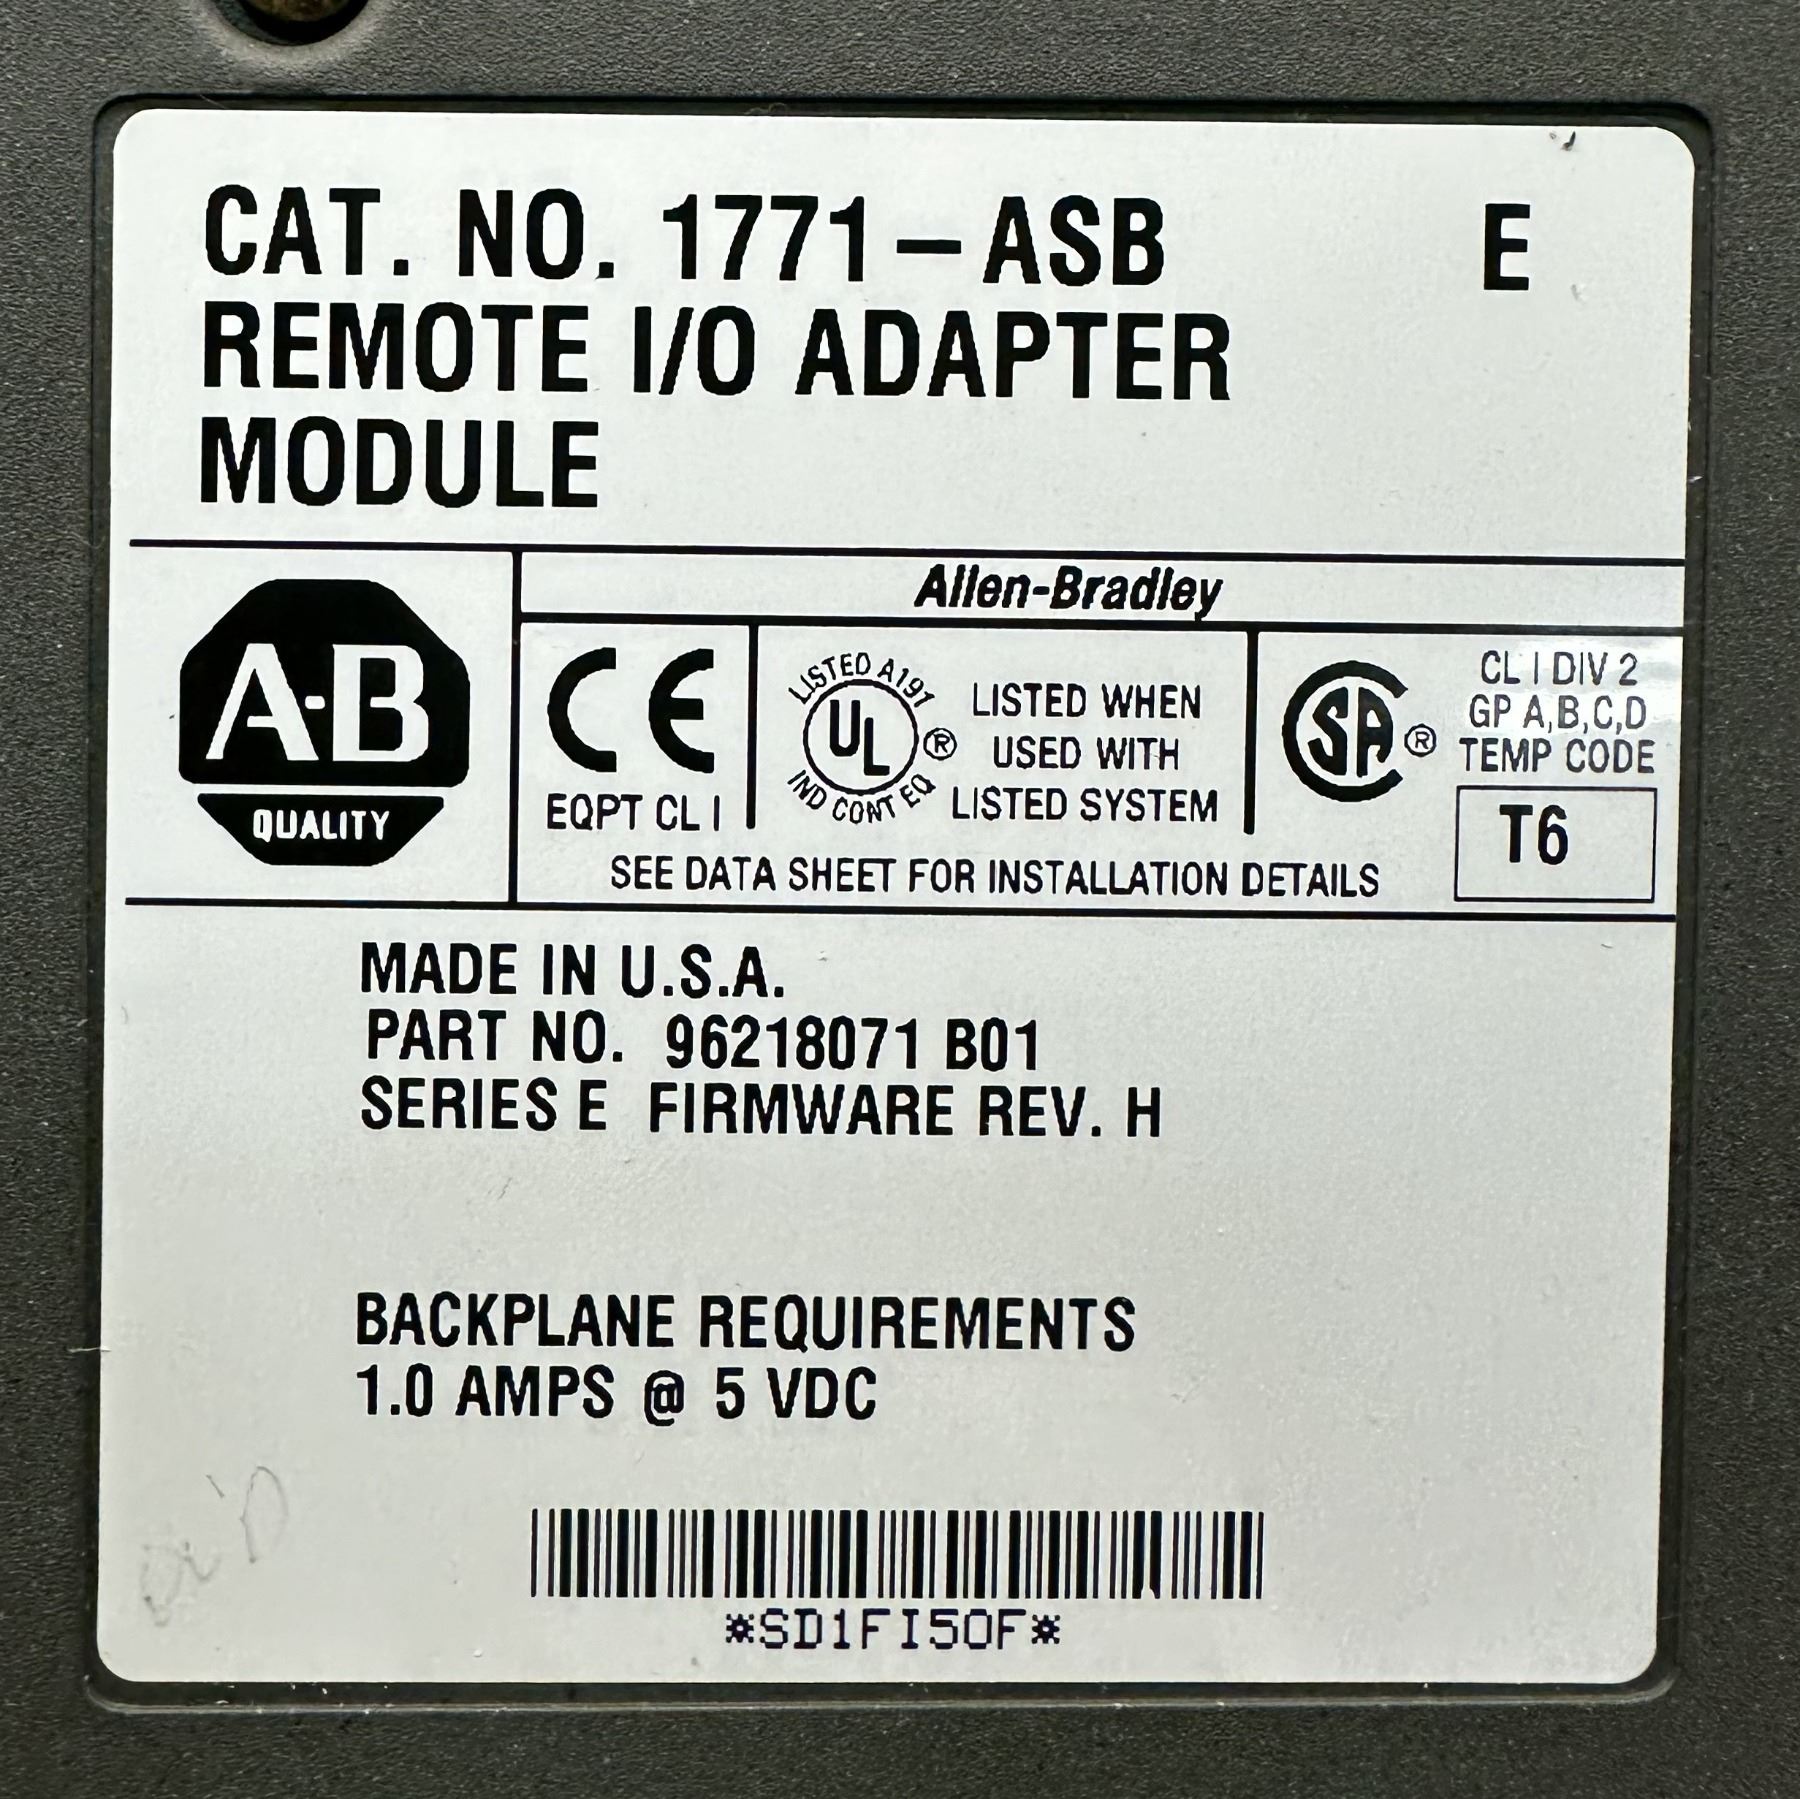 CAT. NO. 1771-ASB E
REMOTE I/O ADAPTER
MODULE
Allen-Bradley
A-B
QUALITY
CE
EQPT CL I
LISTED A197
UL ®
IND CONT EQ
LISTED WHEN
USED WITH
LISTED SYSTEM
SA ®
CL I DIV 2
GP A,B,C,D
TEMP CODE
T6
SEE DATA SHEET FOR INSTALLATION DETAILS
MADE IN U.S.A.
PART NO. 96218071 B01
SERIES E FIRMWARE REV. H
BACKPLANE REQUIREMENTS
1.0 AMPS @ 5 VDC
*SD1FI50F*